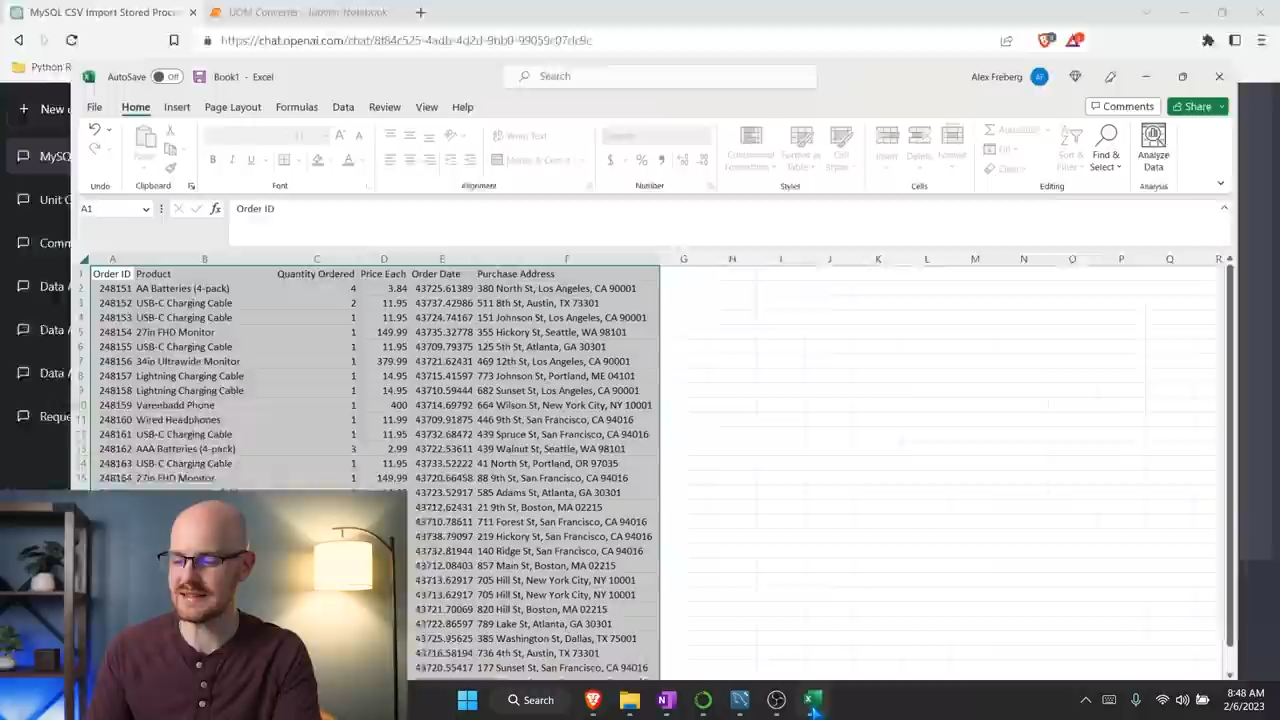 MySQL CSV Import Stored Proce
UOM Converter - Jupyter Notebook
https://chat.openai.com/chat/
Python R
AutoSave Off Book1 - Excel
Search
Alex Freberg AF
New c
File Home Insert Page Layout Formulas Data Review View Help
Comments Share
MySQ
Unit C
Comm
Data
Data
Data
Reque
Wrap Text
Merge & Center
Conditional Formatting
Format as Table
Cell Styles
Insert Delete Format
AutoSum
Fill
Clear
Sort & Filter
Find & Select
Analyze Data
Undo Clipboard Font Alignment Number Styles Cells Editing Analysis
A1 fx Order ID
A B C D E F G H I J K L M N O P Q R
Order ID Product Quantity Ordered Price Each Order Date Purchase Address
248151 AA Batteries (4-pack) 4 3.84 43725.61389 380 North St, Los Angeles, CA 90001
248152 USB-C Charging Cable 2 11.95 43737.42986 511 8th St, Austin, TX 73301
248153 USB-C Charging Cable 1 11.95 43724.74167 151 Johnson St, Los Angeles, CA 90001
248154 27in FHD Monitor 1 149.99 43735.32778 355 Hickory St, Seattle, WA 98101
248155 USB-C Charging Cable 1 11.95 43709.79375 125 5th St, Atlanta, GA 30301
248156 34in Ultrawide Monitor 1 379.99 43721.62431 469 12th St, Los Angeles, CA 90001
248157 Lightning Charging Cable 1 14.95 43715.41597 773 Johnson St, Portland, ME 04101
248158 Lightning Charging Cable 1 14.95 43710.59444 682 Sunset St, Los Angeles, CA 90001
248159 Vareebadd Phone 1 400 43714.69792 664 Wilson St, New York City, NY 10001
248160 Wired Headphones 1 11.99 43709.91875 446 9th St, San Francisco, CA 94016
248161 USB-C Charging Cable 1 11.95 43732.68472 439 Spruce St, San Francisco, CA 94016
248162 AAA Batteries (4-pack) 3 2.99 43722.53611 439 Walnut St, Seattle, WA 98101
248163 USB-C Charging Cable 1 11.95 43733.52222 41 North St, Portland, OR 97035
248164 27in FHD Monitor 1 149.99 43720.66458 88 9th St, San Francisco, CA 94016
43723.52917 585 Adams St, Atlanta, GA 30301
43712.62431 21 9th St, Boston, MA 02215
43710.78611 711 Forest St, San Francisco, CA 94016
43738.79097 219 Hickory St, San Francisco, CA 94016
43732.81944 140 Ridge St, San Francisco, CA 94016
43712.08403 857 Main St, Boston, MA 02215
43713.62917 705 Hill St, New York City, NY 10001
43713.62917 705 Hill St, New York City, NY 10001
43721.70069 820 Hill St, Boston, MA 02215
43722.86597 789 Lake St, Atlanta, GA 30301
43725.95625 385 Washington St, Dallas, TX 75001
43716.58194 736 4th St, Austin, TX 73301
43720.55417 177 Sunset St, San Francisco, CA 94016
Search
8:48 AM
2/6/2023